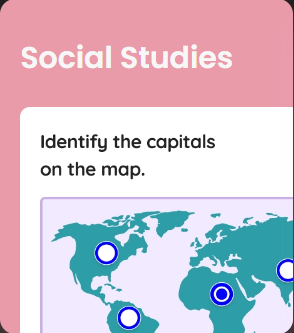 Social Studies
Identify the capitals
on the map.